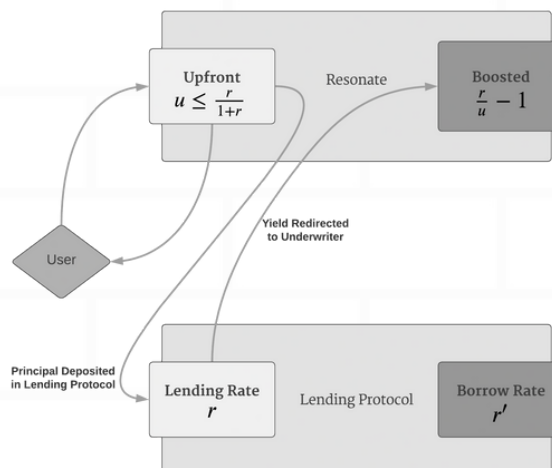 Upfront
u ≤ r/(1+r)
Resonate
Boosted
r/u − 1
Yield Redirected
to Underwriter
User
Principal Deposited
in Lending Protocol
Lending Rate
r
Lending Protocol
Borrow Rate
r′